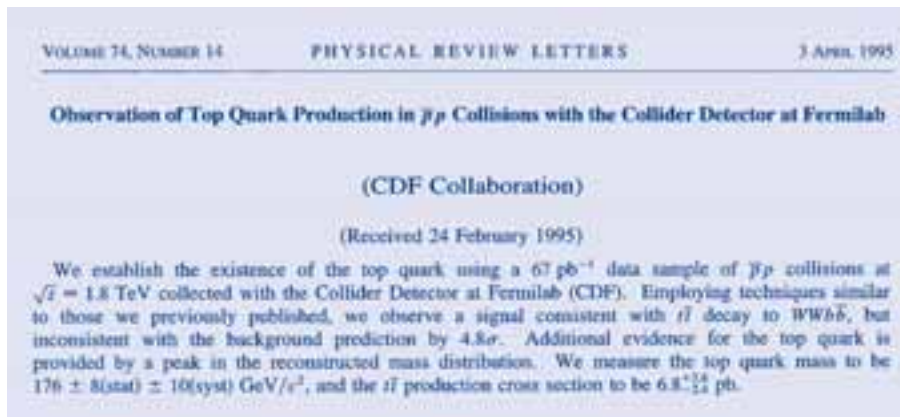 VOLUME 74, NUMBER 14 PHYSICAL REVIEW LETTERS 3 APRIL 1995
Observation of Top Quark Production in p̅p Collisions with the Collider Detector at Fermilab
(CDF Collaboration)
(Received 24 February 1995)
We establish the existence of the top quark using a 67 pb⁻¹ data sample of p̅p collisions at
√s = 1.8 TeV collected with the Collider Detector at Fermilab (CDF). Employing techniques similar
to those we previously published, we observe a signal consistent with tt̅ decay to WWbb̅, but
inconsistent with the background prediction by 4.8σ. Additional evidence for the top quark is
provided by a peak in the reconstructed mass distribution. We measure the top quark mass to be
176 ± 8(stat) ± 10(syst) GeV/c², and the tt̅ production cross section to be 6.8 pb.